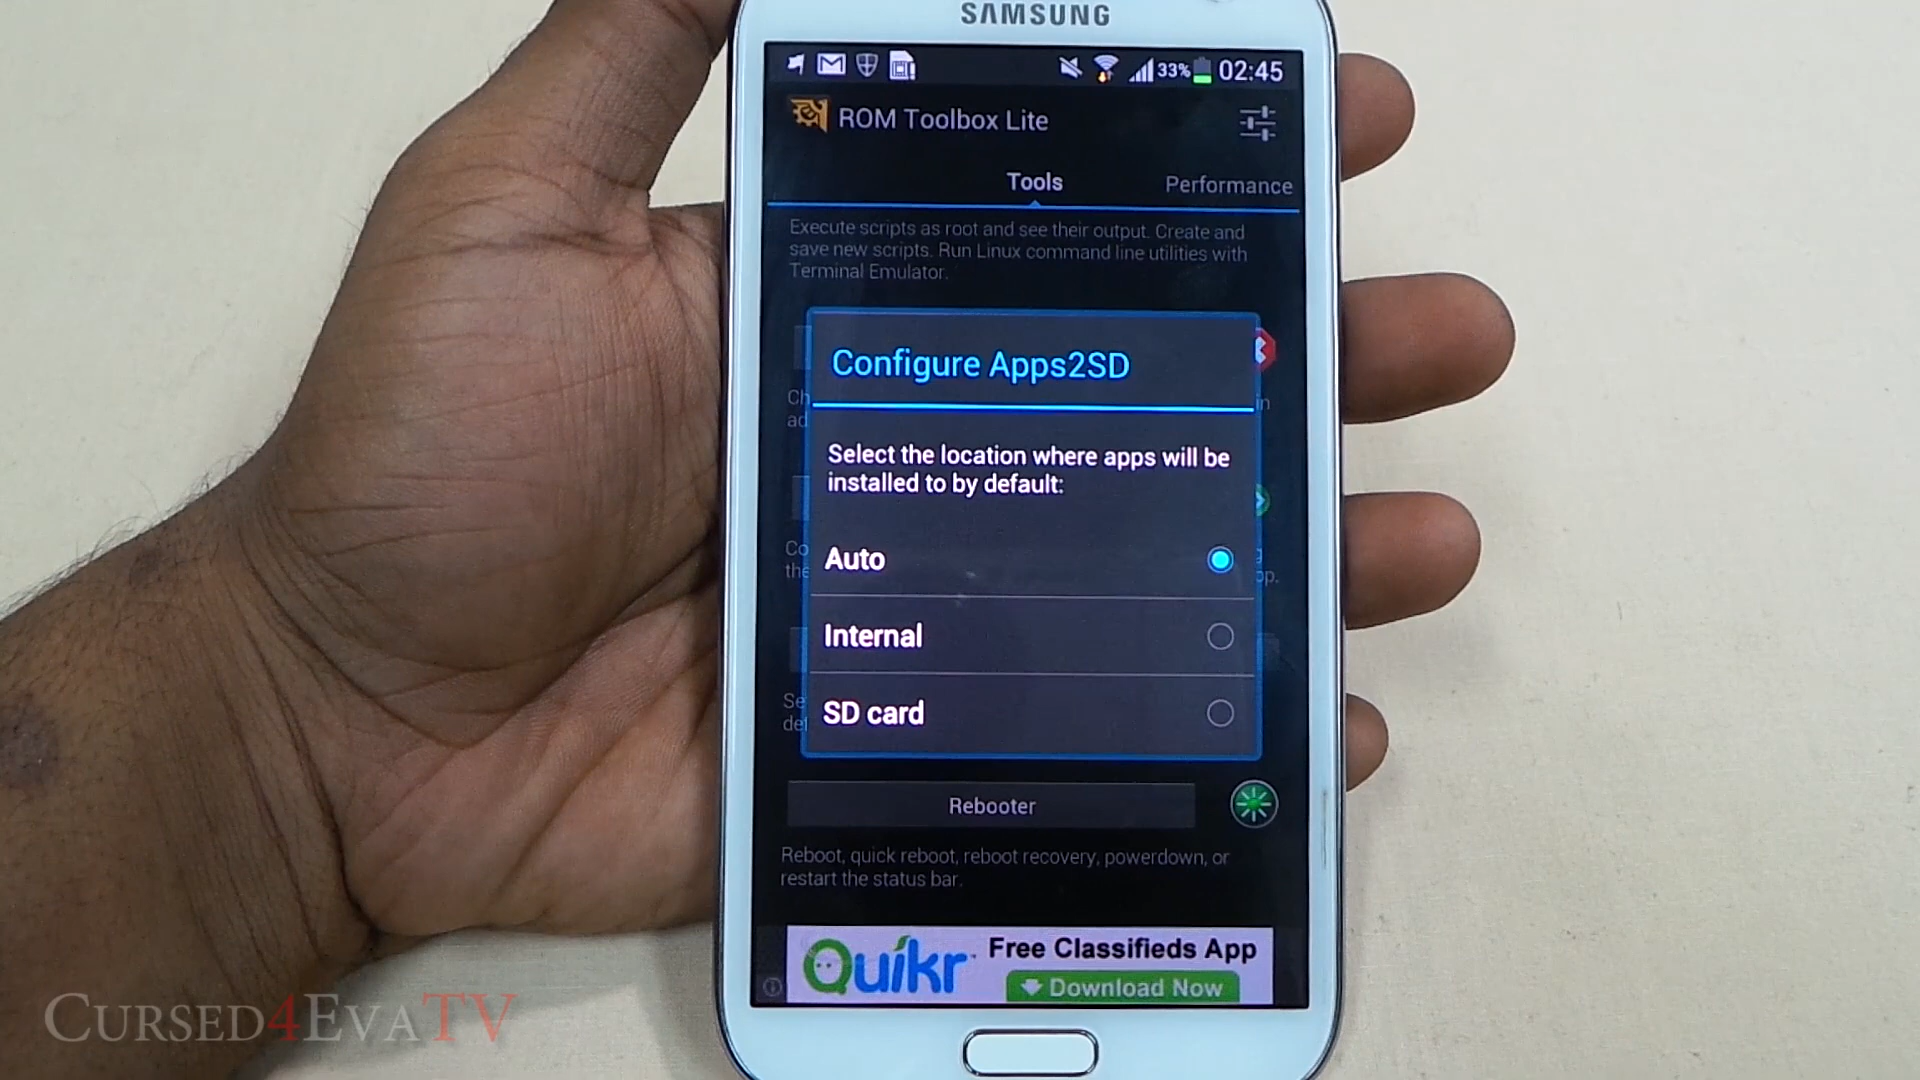 SAMSUNG
33% 02:45
ROM Toolbox Lite
Tools Performance
Execute scripts as root and see their output. Create and
save new scripts. Run Linux command line utilities with
Terminal Emulator.
Configure Apps2SD
Select the location where apps will be
installed to by default:
Auto
Internal
SD card
Rebooter
Reboot, quick reboot, reboot recovery, powerdown, or
restart the status bar.
Quikr
Free Classifieds App
Download Now
CURSED4EVATV